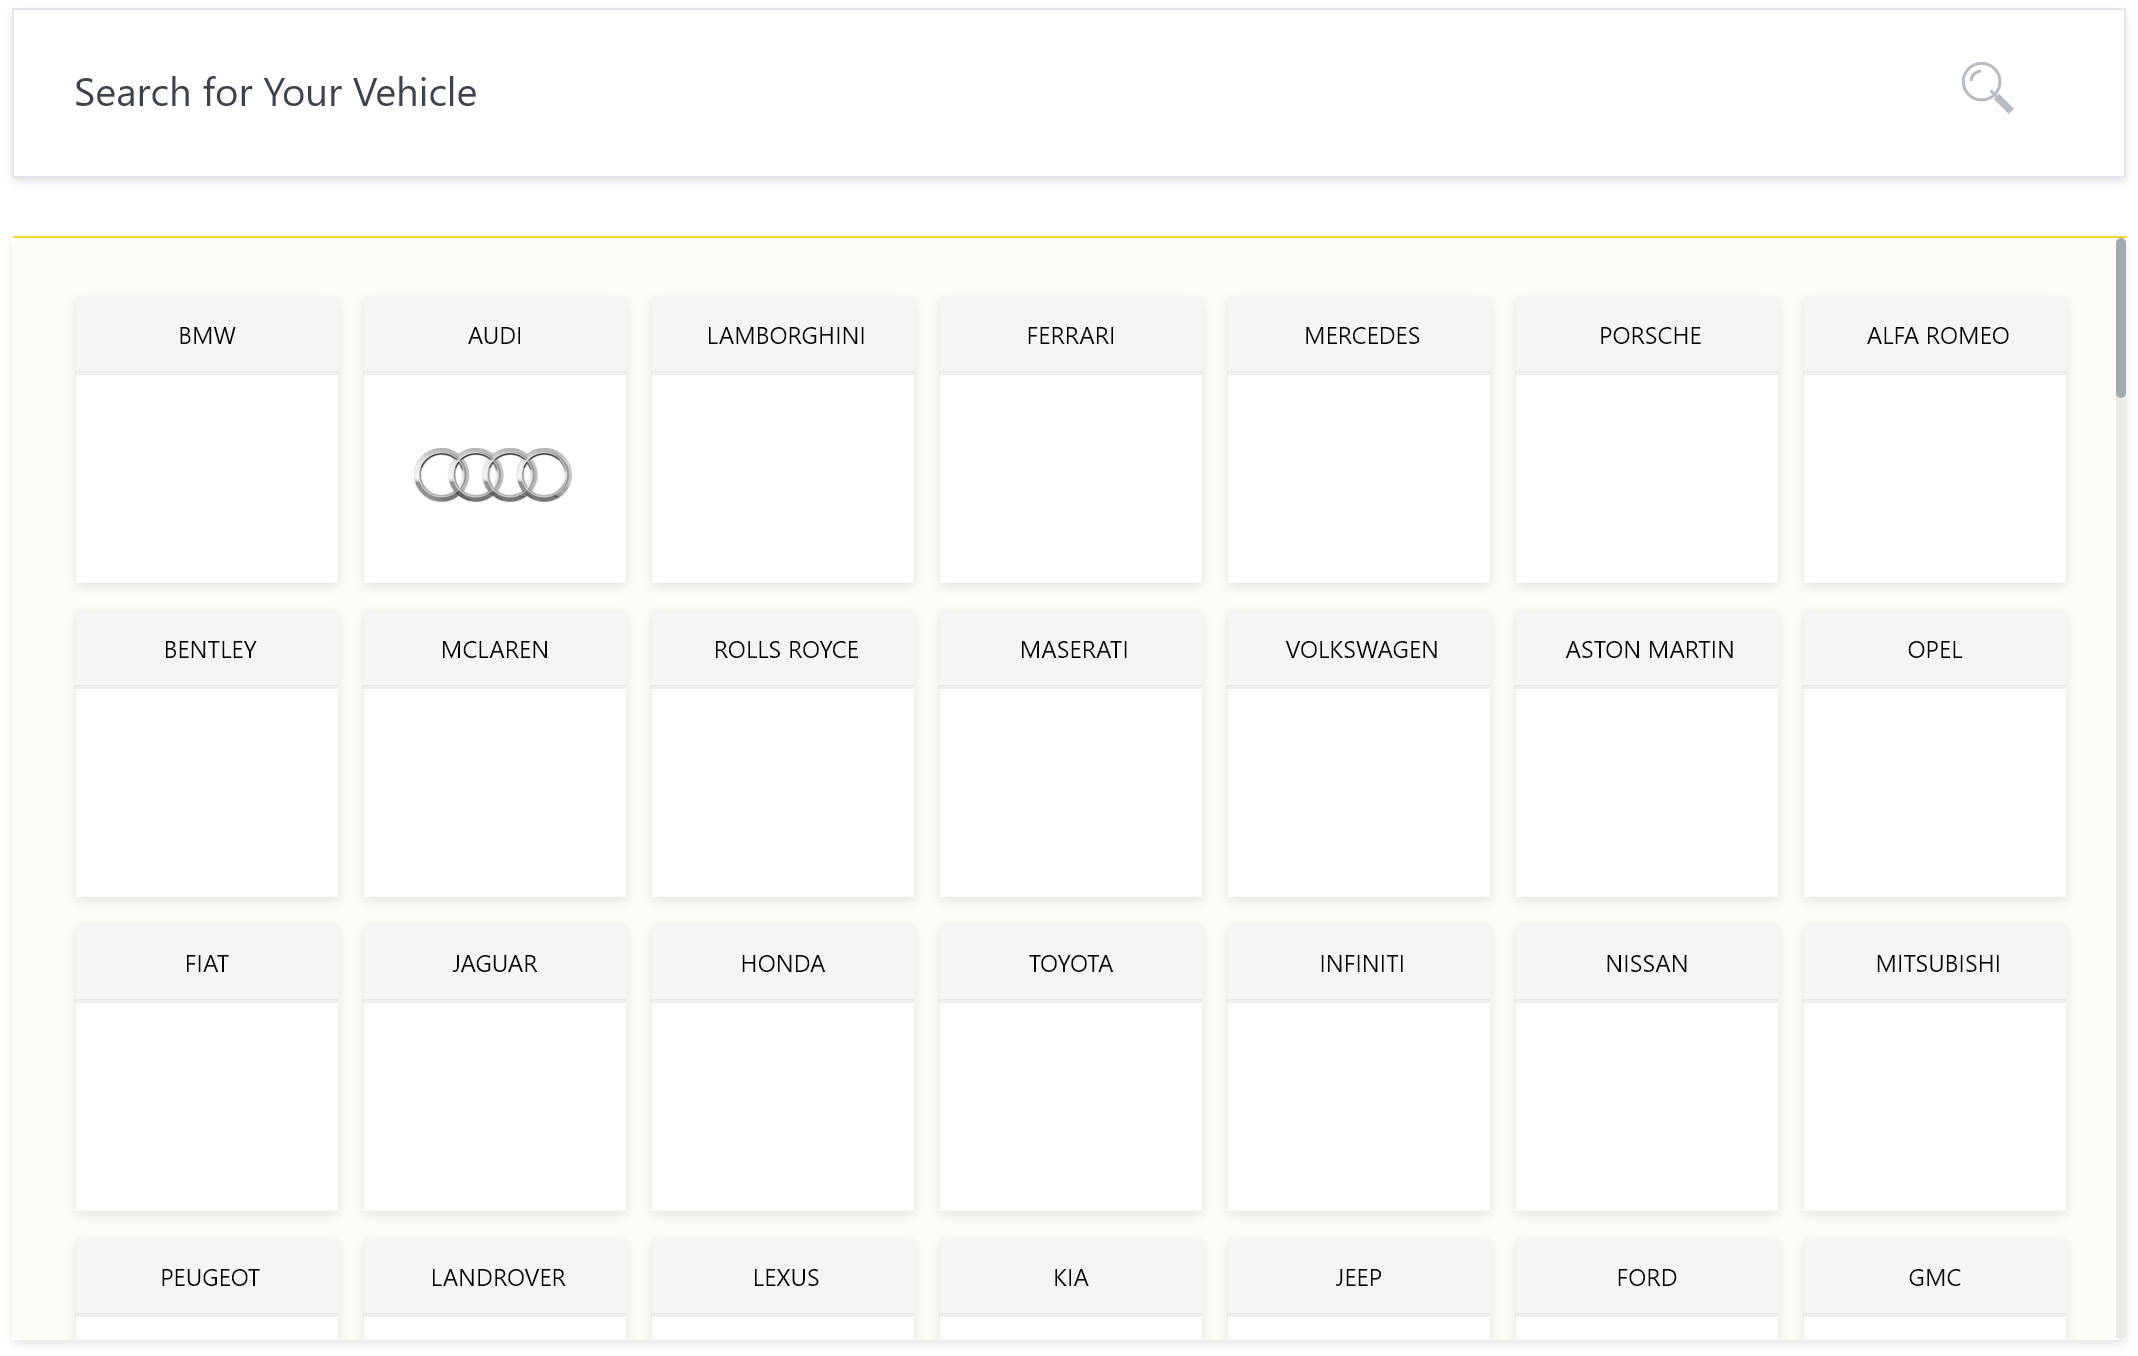 Search for Your Vehicle
BMW
AUDI
LAMBORGHINI
FERRARI
MERCEDES
PORSCHE
ALFA ROMEO
BENTLEY
MCLAREN
ROLLS ROYCE
MASERATI
VOLKSWAGEN
ASTON MARTIN
OPEL
FIAT
JAGUAR
HONDA
TOYOTA
INFINITI
NISSAN
MITSUBISHI
PEUGEOT
LANDROVER
LEXUS
KIA
JEEP
FORD
GMC